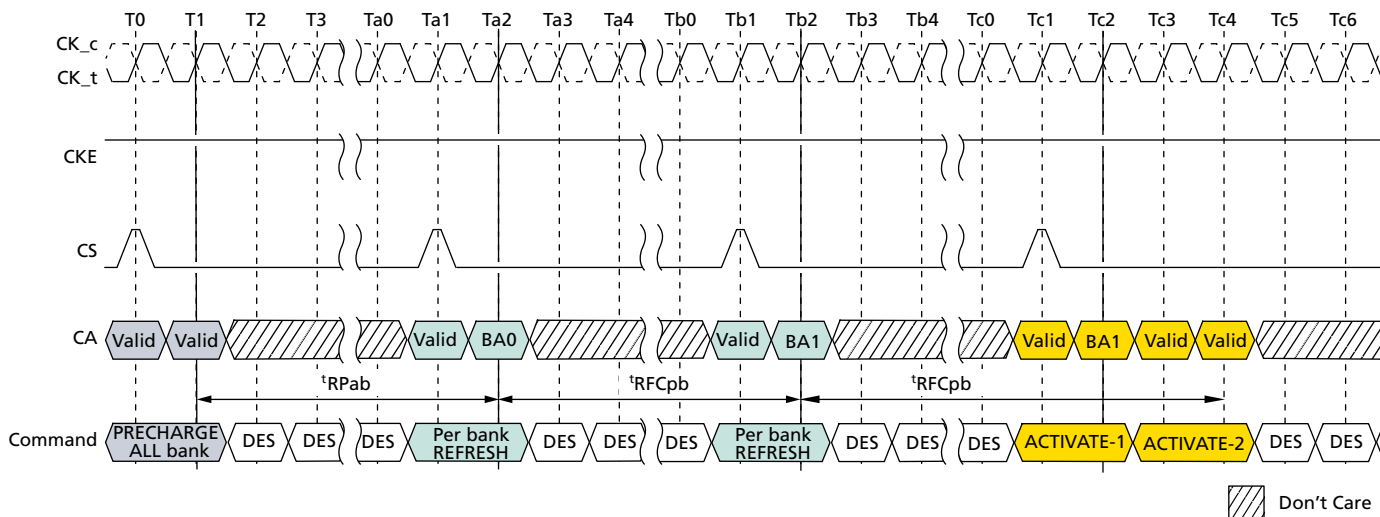 T0 T1 T2 T3 Ta0 Ta1 Ta2 Ta3 Ta4 Tb0 Tb1 Tb2 Tb3 Tb4 Tc0 Tc1 Tc2 Tc3 Tc4 Tc5 Tc6
CK_c
CK_t
CKE
CS
CA Valid Valid Valid BA0 Valid BA1 Valid BA1 Valid Valid
tRPab tRFCpb tRFCpb
Command PRECHARGE ALL bank DES DES DES Per bank REFRESH DES DES DES Per bank REFRESH DES DES DES ACTIVATE-1 ACTIVATE-2 DES DES
Don't Care